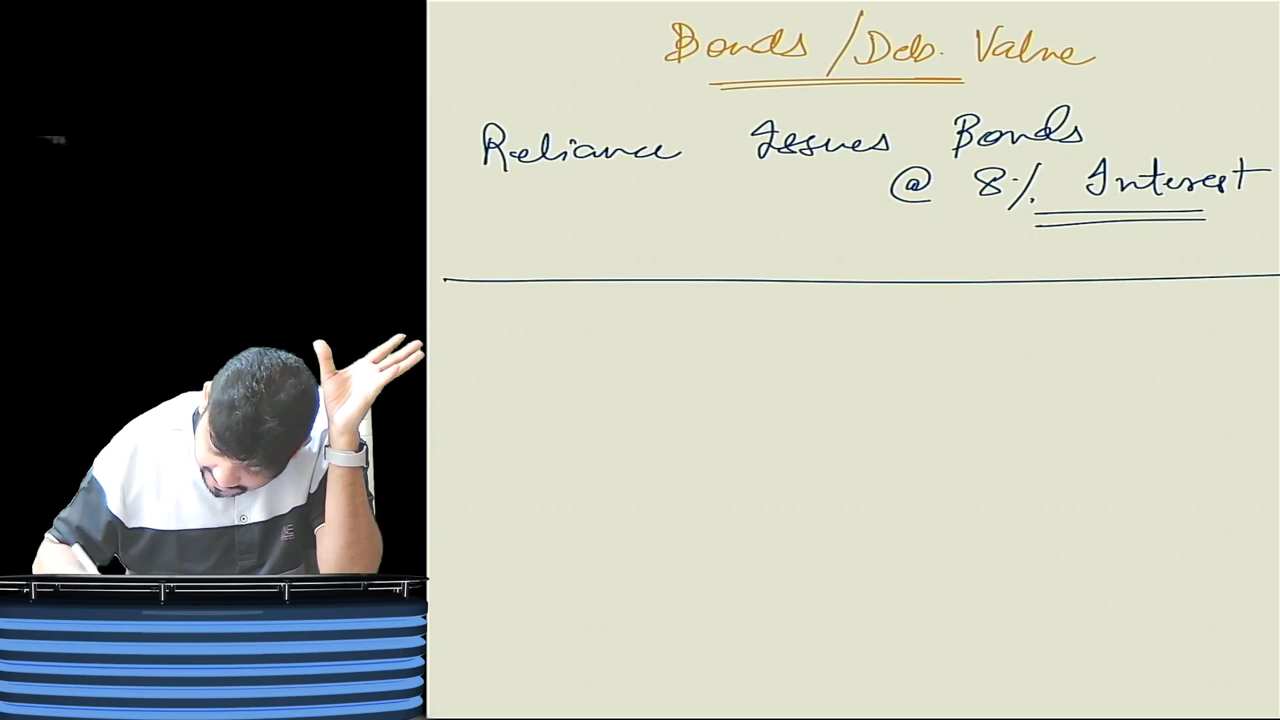 Bonds / Deb. Value
Reliance Issues Bonds
@ 8% Interest